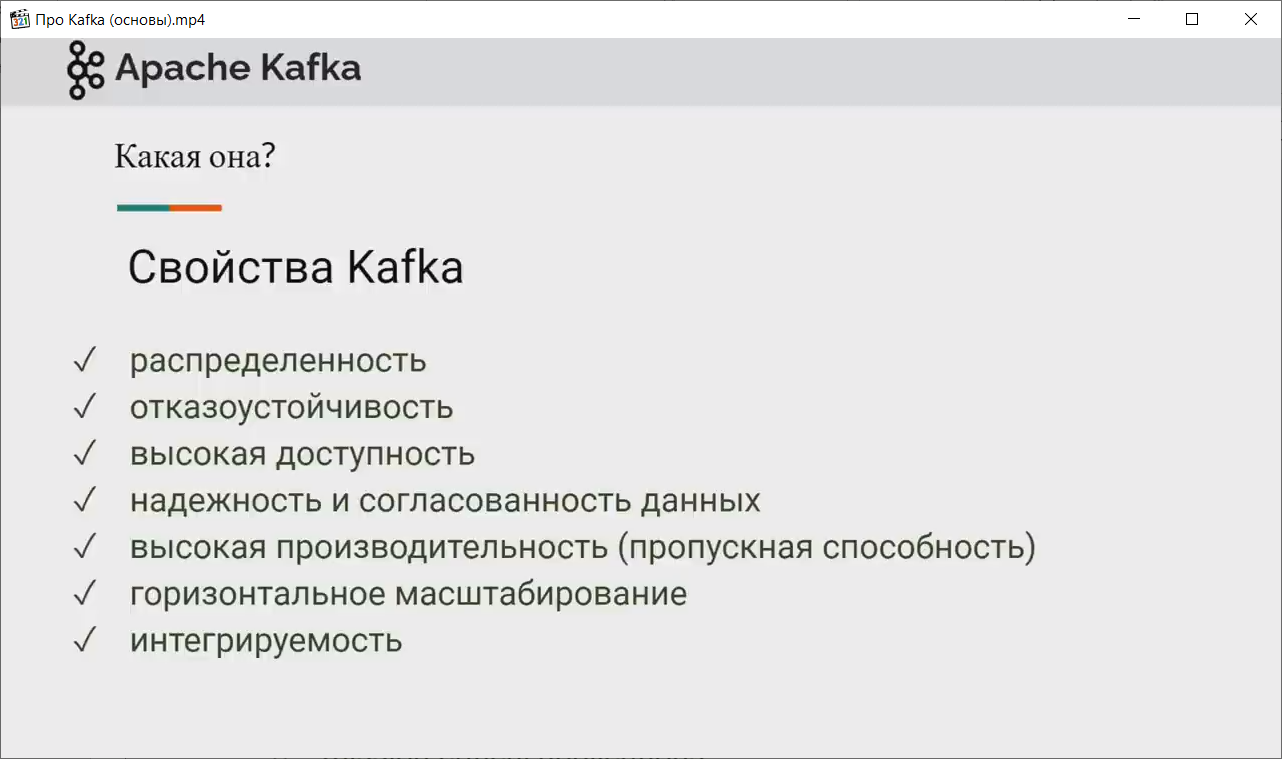 Про Kafka (основы).mp4
Apache Kafka
Какая она?
Свойства Kafka
✓ распределенность
✓ отказоустойчивость
✓ высокая доступность
✓ надежность и согласованность данных
✓ высокая производительность (пропускная способность)
✓ горизонтальное масштабирование
✓ интегрируемость